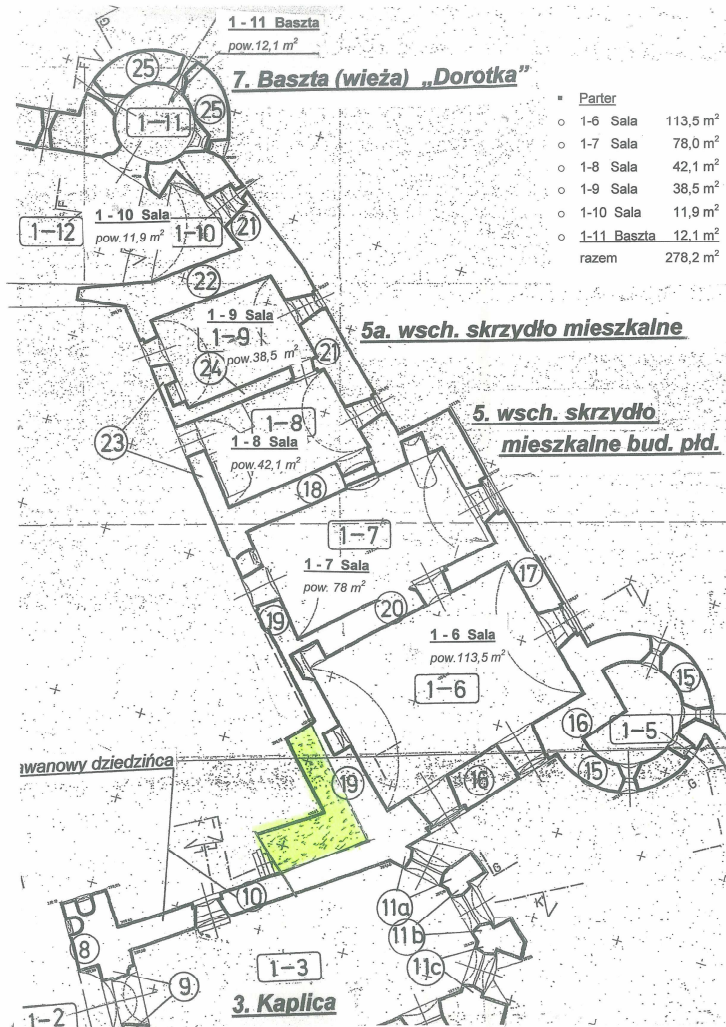 1 - 11 Baszta
pow.12,1 m²
G
25
7. Baszta (wieża) „Dorotka”
25
1-11
▪ Parter
○ 1-6 Sala 113,5 m²
○ 1-7 Sala 78,0 m²
○ 1-8 Sala 42,1 m²
○ 1-9 Sala 38,5 m²
○ 1-10 Sala 11,9 m²
○ 1-11 Baszta 12,1 m²
razem 278,2 m²
1 - 10 Sala
1-12
pow.11,9 m²
1-10
21
22
1 - 9 Sala
1-9
pow.38,5 m²
21
24
5a. wsch. skrzydło mieszkalne
1-8
1 - 8 Sala
pow.42,1 m²
23
5. wsch. skrzydło
mieszkalne bud. płd.
18
1-7
1 - 7 Sala
pow. 78 m²
17
20
19
1 - 6 Sala
pow.113,5 m²
1-6
15
16
1-5
awanowy dziedzińca
19
16
15
G
10
11a
G
K
11b
8
11c
1-3
9
3. Kaplica
1-2